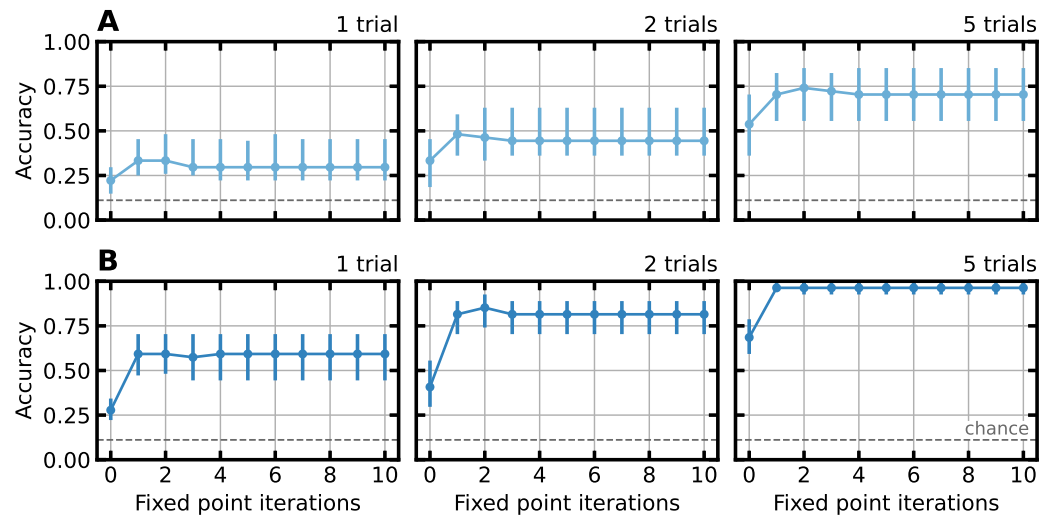 A
1 trial
2 trials
5 trials
Accuracy
1.00
0.75
0.50
0.25
0.00
B
1 trial
2 trials
5 trials
Accuracy
1.00
0.75
0.50
0.25
0.00
chance
0 2 4 6 8 10
0 2 4 6 8 10
0 2 4 6 8 10
Fixed point iterations
Fixed point iterations
Fixed point iterations